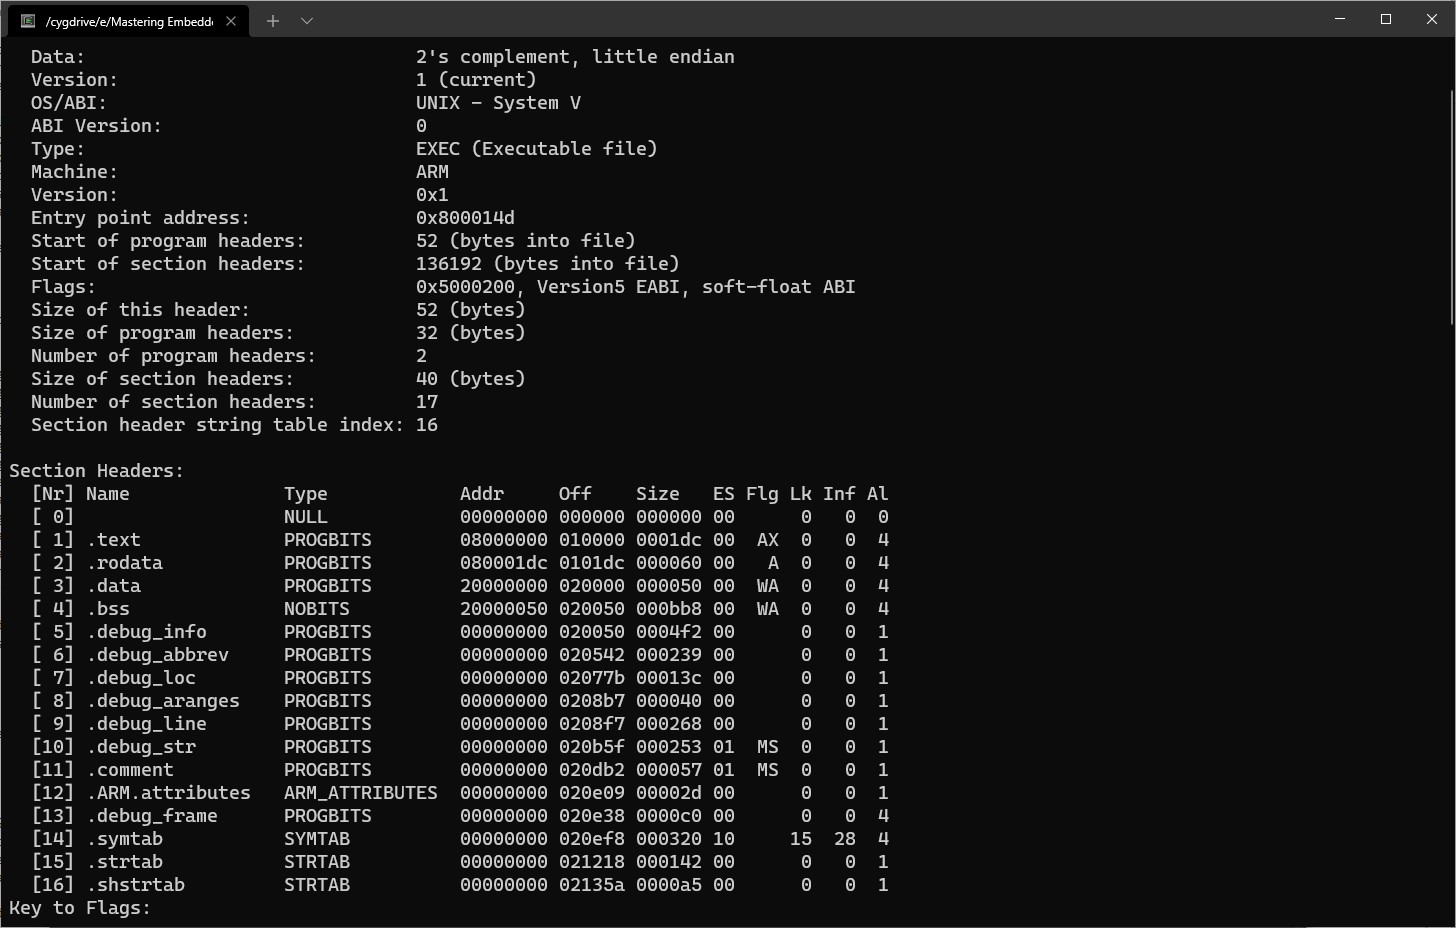 /cygdrive/e/Mastering Embedde
  Data:                              2's complement, little endian
  Version:                           1 (current)
  OS/ABI:                            UNIX - System V
  ABI Version:                       0
  Type:                              EXEC (Executable file)
  Machine:                           ARM
  Version:                           0x1
  Entry point address:               0x800014d
  Start of program headers:          52 (bytes into file)
  Start of section headers:          136192 (bytes into file)
  Flags:                             0x5000200, Version5 EABI, soft-float ABI
  Size of this header:               52 (bytes)
  Size of program headers:           32 (bytes)
  Number of program headers:         2
  Size of section headers:           40 (bytes)
  Number of section headers:         17
  Section header string table index: 16

Section Headers:
  [Nr] Name              Type            Addr     Off    Size   ES Flg Lk Inf Al
  [ 0]                   NULL            00000000 000000 000000 00      0   0  0
  [ 1] .text             PROGBITS        08000000 010000 0001dc 00  AX  0   0  4
  [ 2] .rodata           PROGBITS        080001dc 0101dc 000060 00   A  0   0  4
  [ 3] .data             PROGBITS        20000000 020000 000050 00  WA  0   0  4
  [ 4] .bss              NOBITS          20000050 020050 000bb8 00  WA  0   0  4
  [ 5] .debug_info       PROGBITS        00000000 020050 0004f2 00      0   0  1
  [ 6] .debug_abbrev     PROGBITS        00000000 020542 000239 00      0   0  1
  [ 7] .debug_loc        PROGBITS        00000000 02077b 00013c 00      0   0  1
  [ 8] .debug_aranges    PROGBITS        00000000 0208b7 000040 00      0   0  1
  [ 9] .debug_line       PROGBITS        00000000 0208f7 000268 00      0   0  1
  [10] .debug_str        PROGBITS        00000000 020b5f 000253 01  MS  0   0  1
  [11] .comment          PROGBITS        00000000 020db2 000057 01  MS  0   0  1
  [12] .ARM.attributes   ARM_ATTRIBUTES  00000000 020e09 00002d 00      0   0  1
  [13] .debug_frame      PROGBITS        00000000 020e38 0000c0 00      0   0  4
  [14] .symtab           SYMTAB          00000000 020ef8 000320 10     15  28  4
  [15] .strtab           STRTAB          00000000 021218 000142 00      0   0  1
  [16] .shstrtab         STRTAB          00000000 02135a 0000a5 00      0   0  1
Key to Flags: